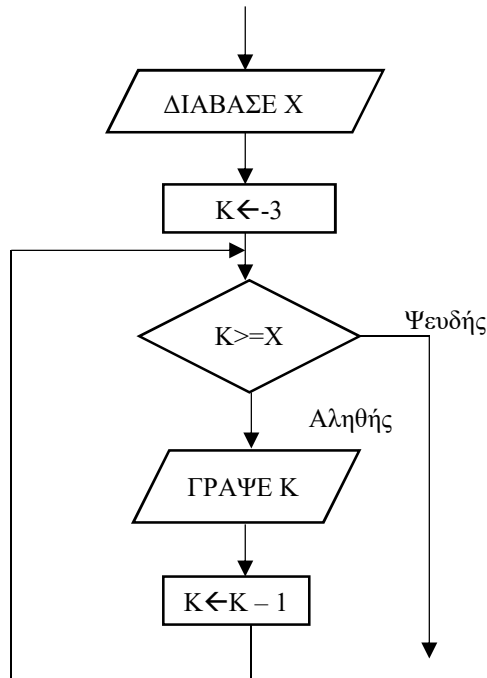 ΔΙΑΒΑΣΕ Χ
Κ←-3
Κ>=Χ
Ψευδής
Αληθής
ΓΡΑΨΕ Κ
Κ←Κ – 1